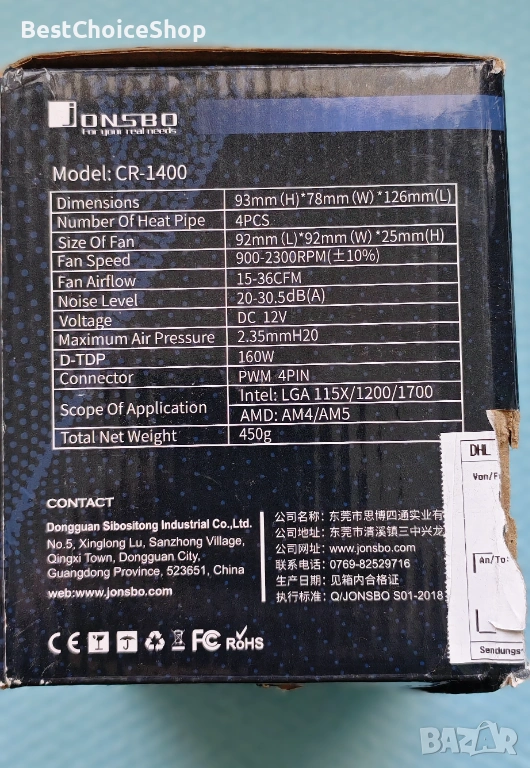 BestChoiceShop
JONSBO
For your real needs
Model: CR-1400
Dimensions 93mm (H)*78mm (W) *126mm(L)
Number Of Heat Pipe 4PCS
Size Of Fan 92mm (L)*92mm (W) *25mm(H)
Fan Speed 900-2300RPM(±10%)
Fan Airflow 15-36CFM
Noise Level 20-30.5dB(A)
Voltage DC 12V
Maximum Air Pressure 2.35mmH20
D-TDP 160W
Connector PWM 4PIN
Scope Of Application Intel: LGA 115X/1200/1700
AMD: AM4/AM5
Total Net Weight 450g
CONTACT
Dongguan Sibositong Industrial Co.,Ltd.
No.5, Xinglong Lu, Sanzhong Village,
Qingxi Town, Dongguan City,
Guangdong Province, 523651, China
web:www.jonsbo.com
公司名称: 东莞市思博四通实业有
公司地址: 东莞市清溪镇三中兴龙
公司网址: www.jonsbo.com
联系电话: 0769-82529716
生产日期: 见箱内合格证
执行标准: Q/JONSBO S01-2018
CE FC RoHS
DHL
Von/F
An/To:
Sendungs
BAZAR